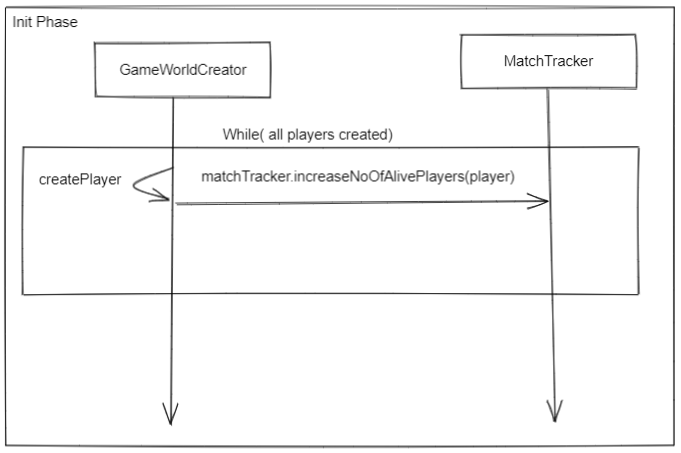 Init Phase
GameWorldCreator
MatchTracker
While( all players created)
createPlayer
matchTracker.increaseNoOfAlivePlayers(player)